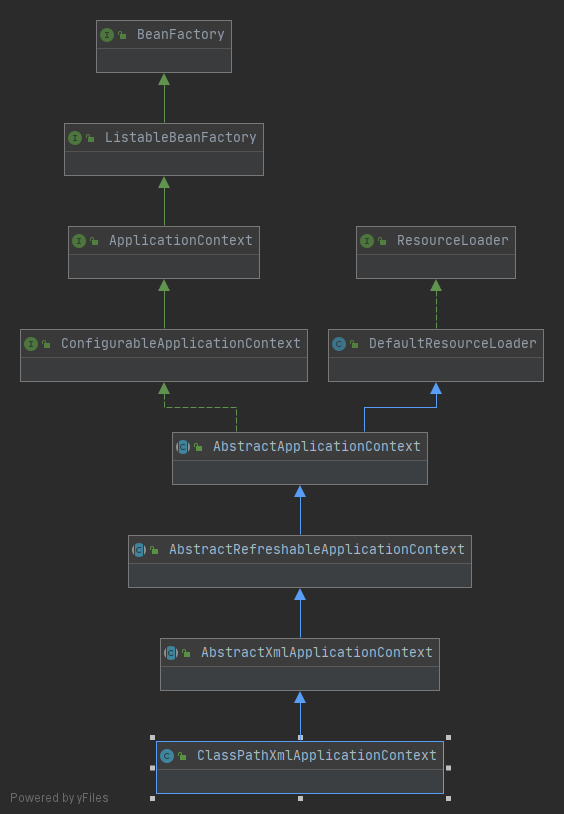 BeanFactory
ListableBeanFactory
ApplicationContext
ResourceLoader
ConfigurableApplicationContext
DefaultResourceLoader
AbstractApplicationContext
AbstractRefreshableApplicationContext
AbstractXmlApplicationContext
ClassPathXmlApplicationContext
Powered by yFiles